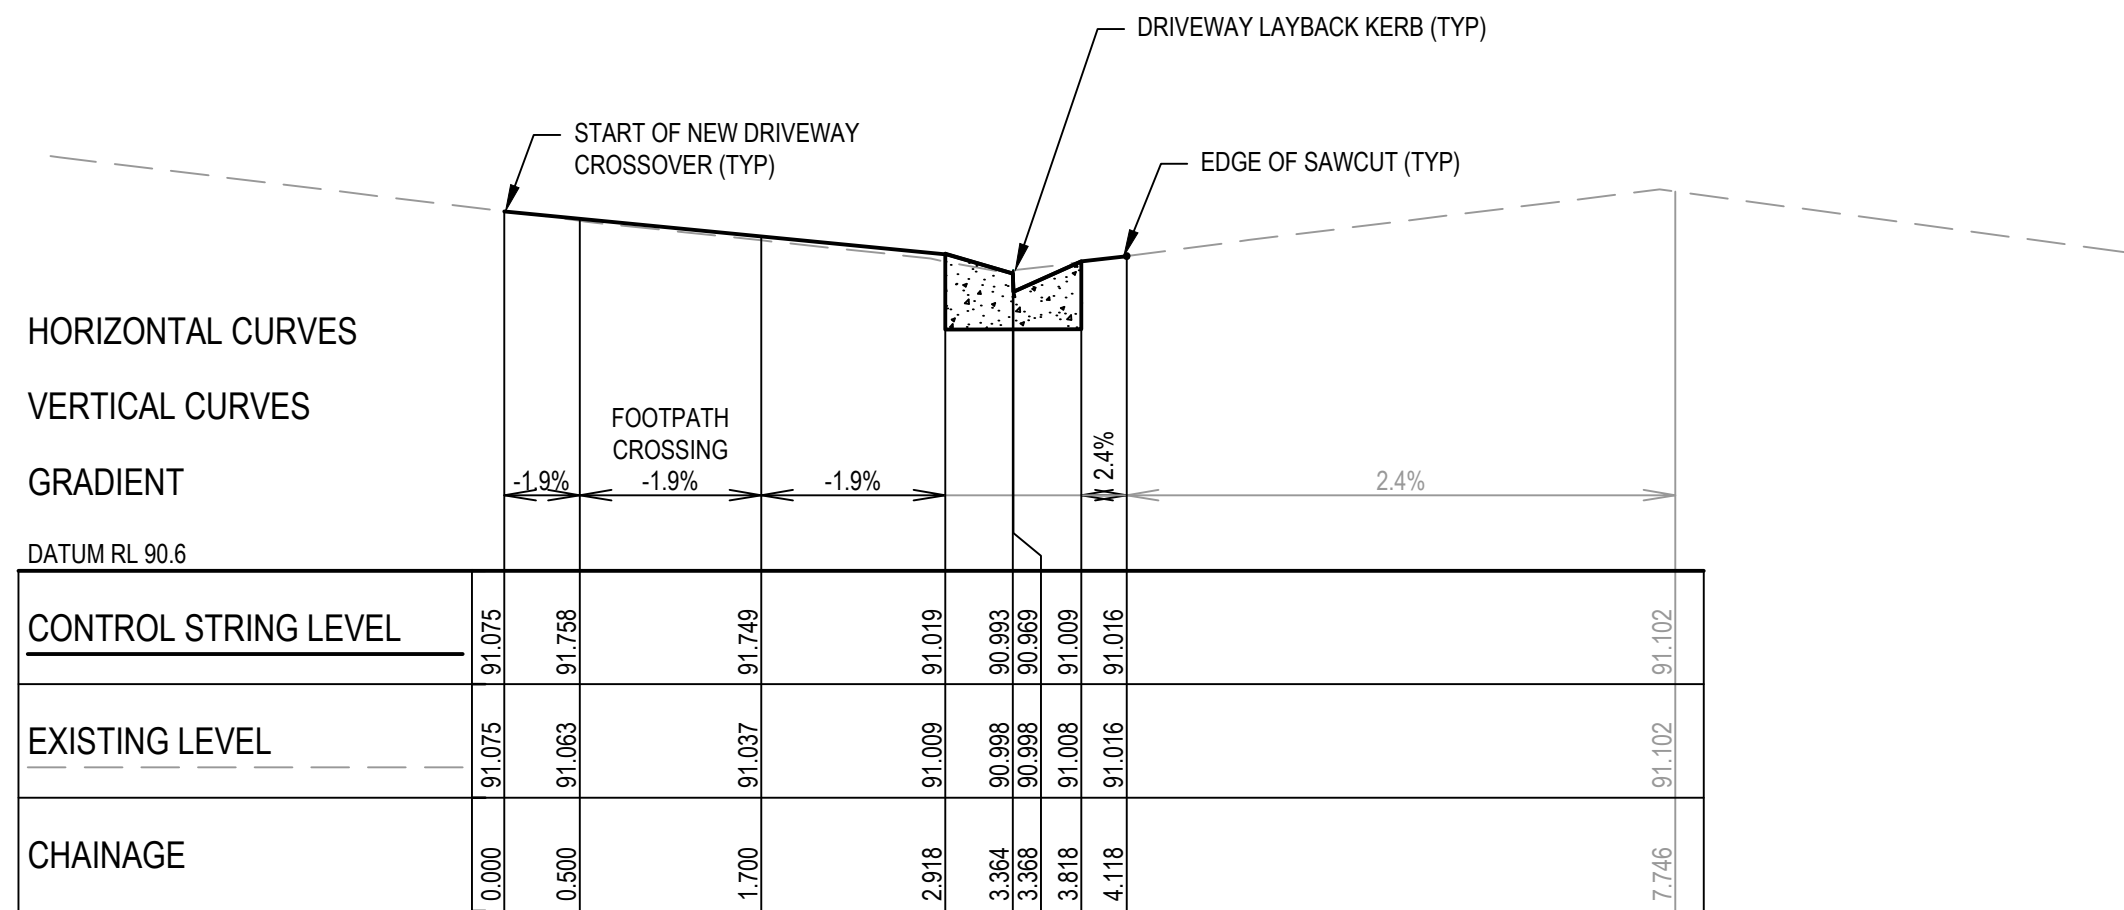 DRIVEWAY LAYBACK KERB (TYP)
START OF NEW DRIVEWAY
CROSSOVER (TYP)
EDGE OF SAWCUT (TYP)
HORIZONTAL CURVES
VERTICAL CURVES
FOOTPATH
CROSSING
GRADIENT
-1.9% -1.9% -1.9% 2.4% 2.4%
DATUM RL 90.6
CONTROL STRING LEVEL 91.075 91.758 91.749 91.019 90.993 90.969 91.009 91.016 91.102
EXISTING LEVEL 91.075 91.063 91.037 91.009 90.998 90.998 91.008 91.016 91.102
CHAINAGE 0.000 0.500 1.700 2.918 3.364 3.368 3.818 4.118 7.746